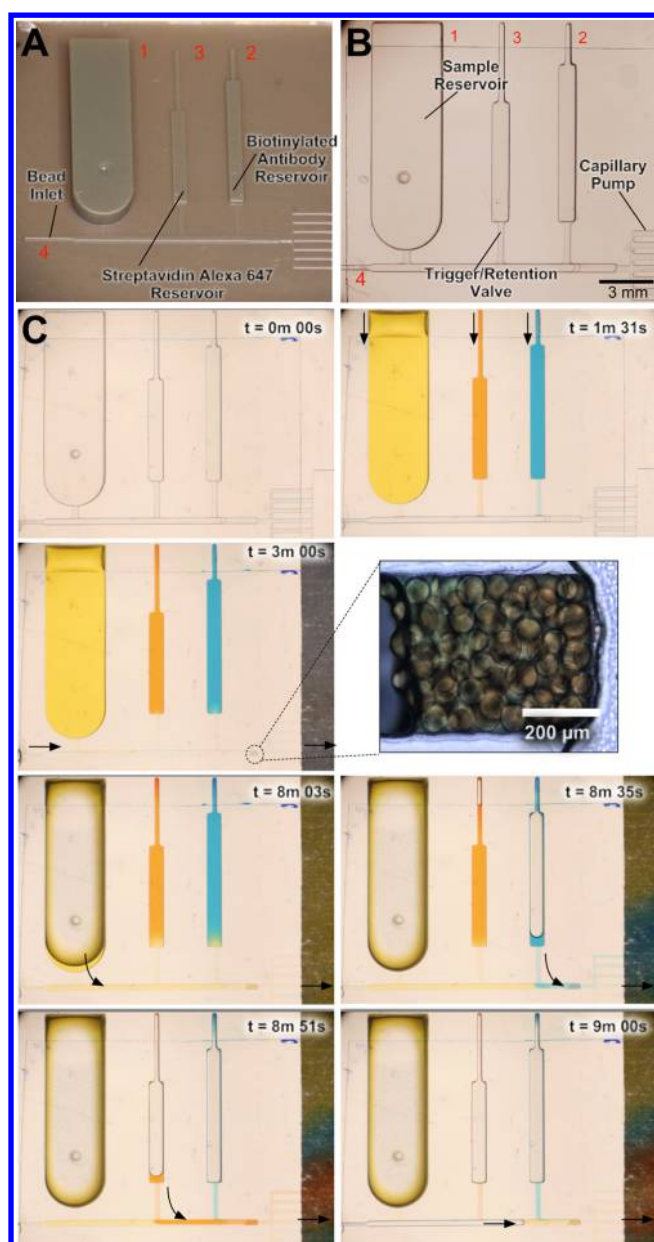 A
1
3
2
Bead
Inlet
Biotinylated
Antibody
Reservoir
4
Streptavidin Alexa 647
Reservoir
B
1
3
2
Sample
Reservoir
Capillary
Pump
4
Trigger/Retention
Valve
3 mm
C
t = 0m 00s
t = 1m 31s
t = 3m 00s
200 µm
t = 8m 03s
t = 8m 35s
t = 8m 51s
t = 9m 00s